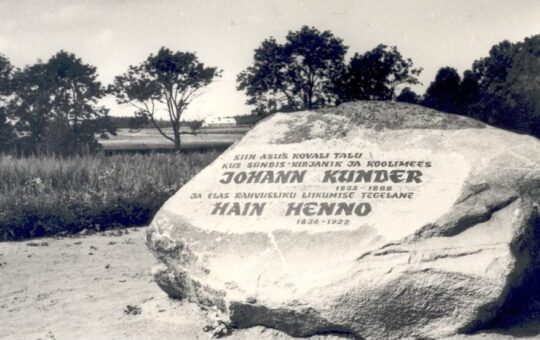 SIIN ASUS KOVALI TALU
KUS SÜNDIS KIRJANIK JA KOOLIMEES
JOHANN KUNDER
1852-1888
JA ELAS RAHVUSLIKU LIIKUMISE TEGELANE
HAIN HENNO
1836-1922